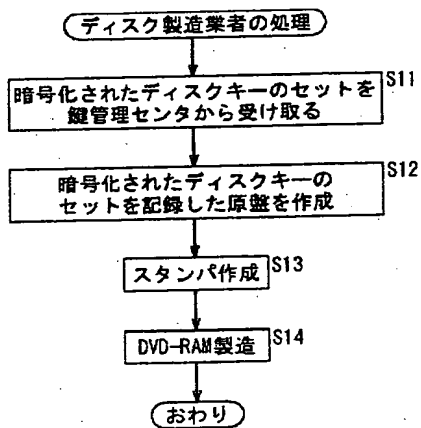 ディスク製造業者の処理
S11
暗号化されたディスクキーのセットを
鍵管理センタから受け取る
S12
暗号化されたディスクキーの
セットを記録した原盤を作成
S13
スタンパ作成
S14
DVD-RAM製造
おわり